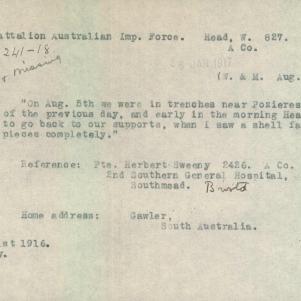 attalion Australian Imp. Force. Head, W. 827.
A Co.
241-18.
missing
JAN 1917
(W. & M. Aug.
"On Aug. 5th we were in trenches near Pozieres
of the previous day, and early in the morning Hea
to go back to our supports, when I saw a shell fa
pieces completely."
Reference: Pte. Herbert Sweeny 2426. A Co.
2nd Southern General Hospital,
Southmead. Bristol
Home address: Gawler,
South Australia.
1st 1916.